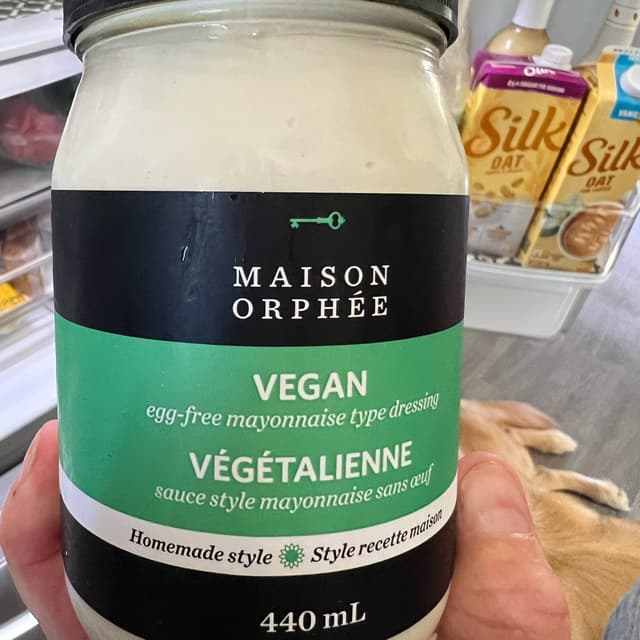 MAISON
ORPHÉE
VEGAN
egg-free mayonnaise type dressing
VÉGÉTALIENNE
sauce style mayonnaise sans œuf
Homemade style Style recette maison
440 mL
Silk
OAT
Silk
OAT